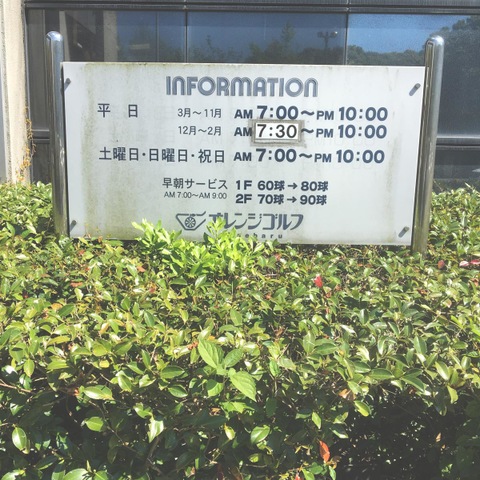 INFORMATION
平日 3月〜11月 AM 7:00〜PM 10:00
12月〜2月 AM 7:30〜PM 10:00
土曜日・日曜日・祝日 AM 7:00〜PM 10:00
早朝サービス 1F 60球→80球
AM 7:00〜AM 9:00 2F 70球→90球
オレンジゴルフ